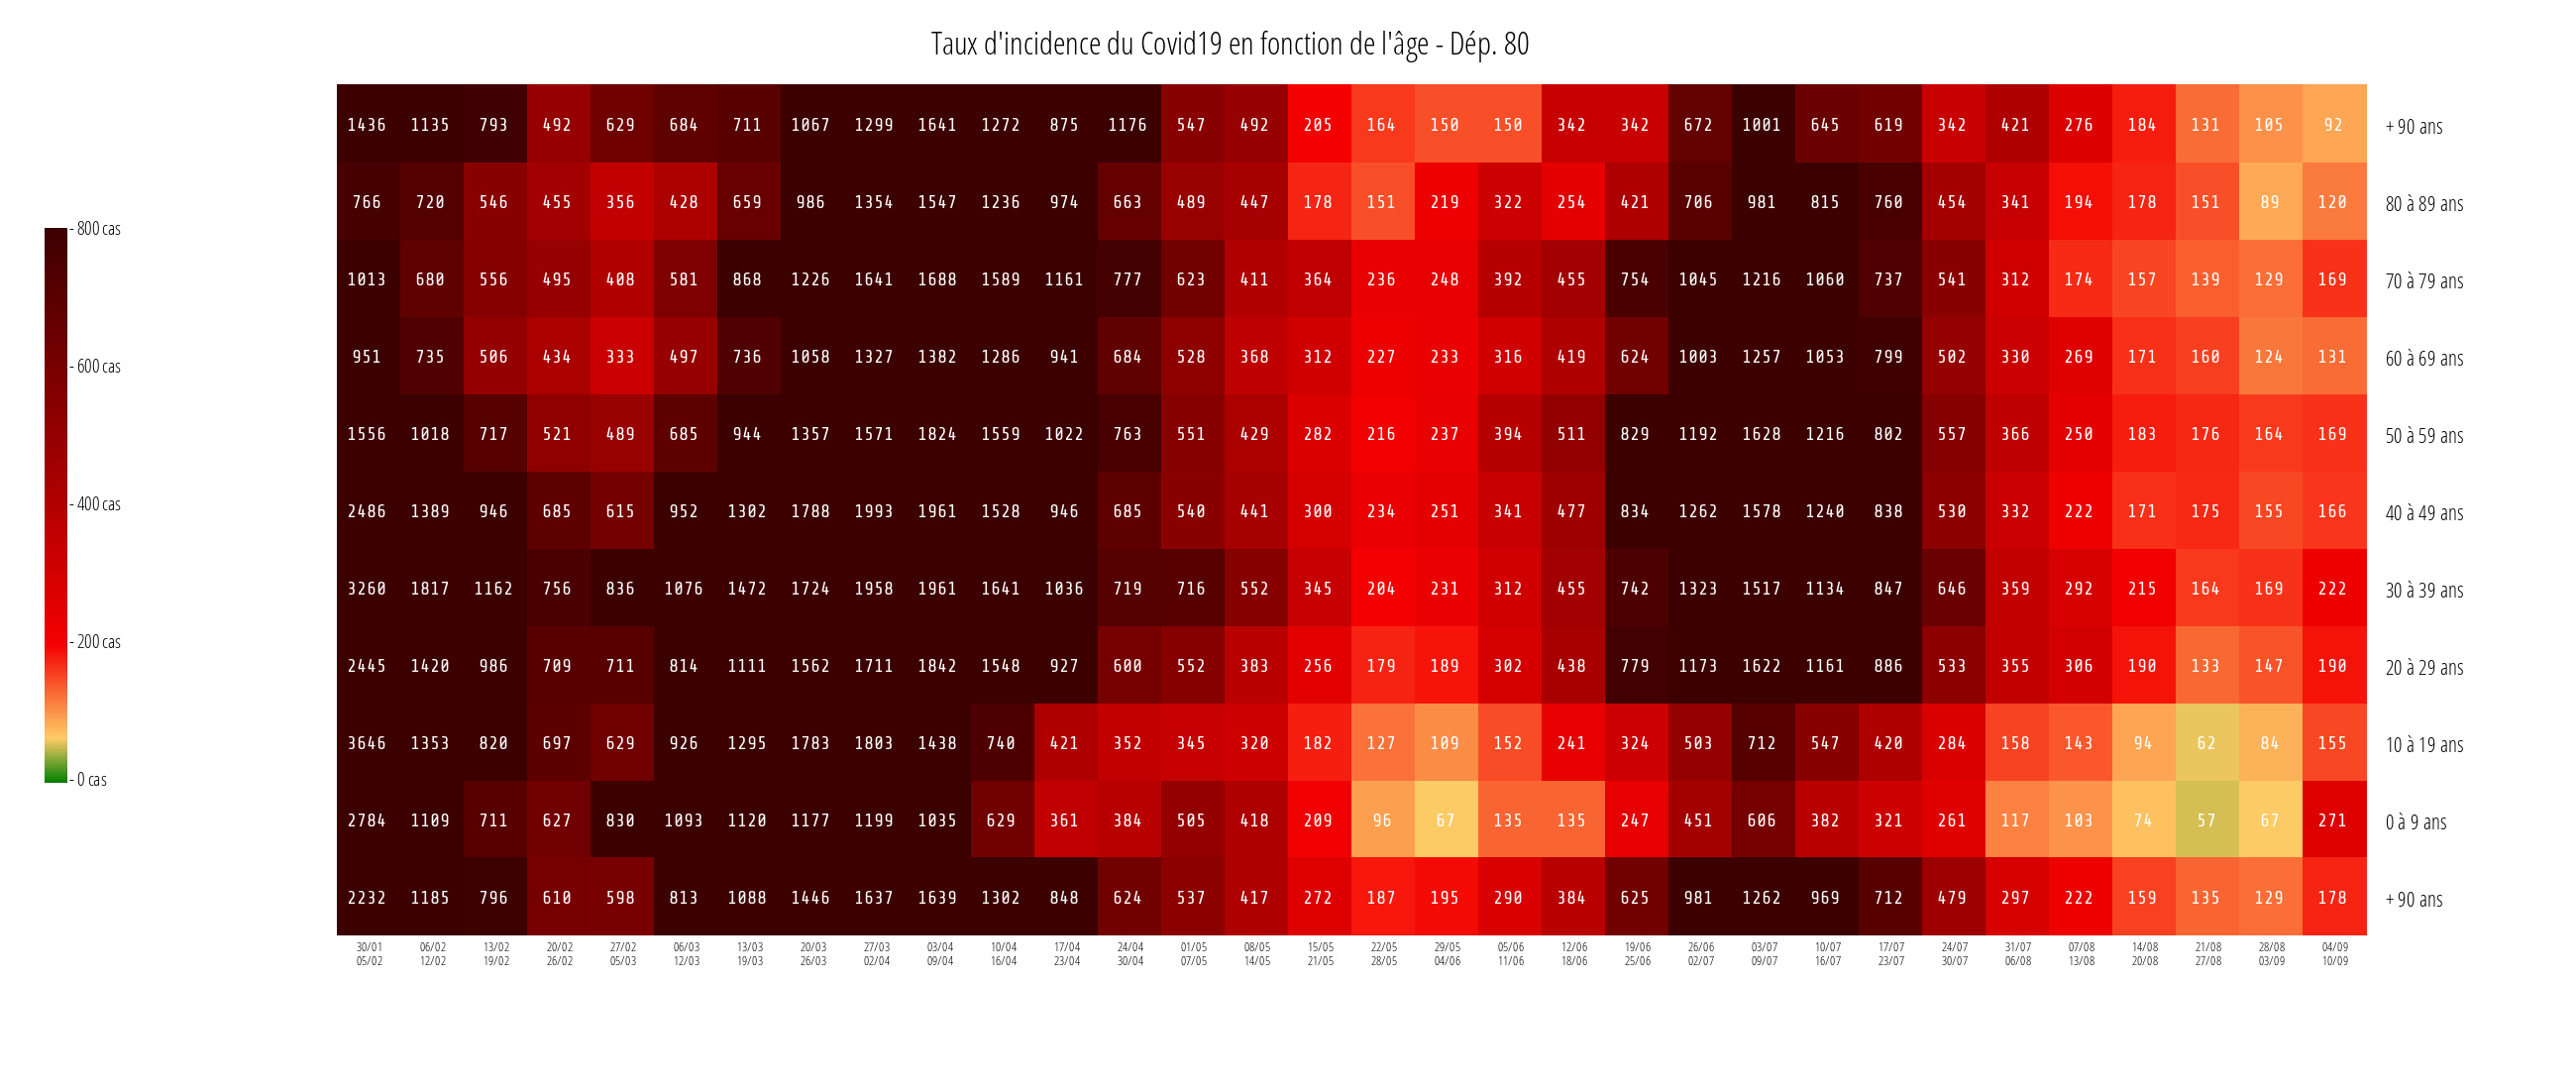 Taux d'incidence du Covid19 en fonction de l'âge - Dép. 80
- 800 cas
- 600 cas
- 400 cas
- 200 cas
- 0 cas
1436 1135 793 492 629 684 711 1067 1299 1641 1272 875 1176 547 492 205 164 150 150 342 342 672 1001 645 619 342 421 276 184 131 105 92 + 90 ans
766 720 546 455 356 428 659 986 1354 1547 1236 974 663 489 447 178 151 219 322 254 421 706 981 815 760 454 341 194 178 151 89 120 80 à 89 ans
1013 680 556 495 408 581 868 1226 1641 1688 1589 1161 777 623 411 364 236 248 392 455 754 1045 1216 1060 737 541 312 174 157 139 129 169 70 à 79 ans
951 735 506 434 333 497 736 1058 1327 1382 1286 941 684 528 368 312 227 233 316 419 624 1003 1257 1053 799 502 330 269 171 160 124 131 60 à 69 ans
1556 1018 717 521 489 685 944 1357 1571 1824 1559 1022 763 551 429 282 216 237 394 511 829 1192 1628 1216 802 557 366 250 183 176 164 169 50 à 59 ans
2486 1389 946 685 615 952 1302 1788 1993 1961 1528 946 685 540 441 300 234 251 341 477 834 1262 1578 1240 838 530 332 222 171 175 155 166 40 à 49 ans
3260 1817 1162 756 836 1076 1472 1724 1958 1961 1641 1036 719 716 552 345 204 231 312 455 742 1323 1517 1134 847 646 359 292 215 164 169 222 30 à 39 ans
2445 1420 986 709 711 814 1111 1562 1711 1842 1548 927 600 552 383 256 179 189 302 438 779 1173 1622 1161 886 533 355 306 190 133 147 190 20 à 29 ans
3646 1353 820 697 629 926 1295 1783 1803 1438 740 421 352 345 320 182 127 109 152 241 324 503 712 547 420 284 158 143 94 62 84 155 10 à 19 ans
2784 1109 711 627 830 1093 1120 1177 1199 1035 629 361 384 505 418 209 96 67 135 135 247 451 606 382 321 261 117 103 74 57 67 271 0 à 9 ans
2232 1185 796 610 598 813 1088 1446 1637 1639 1302 848 624 537 417 272 187 195 290 384 625 981 1262 969 712 479 297 222 159 135 129 178 + 90 ans
30/01 06/02 13/02 20/02 27/02 06/03 13/03 20/03 27/03 03/04 10/04 17/04 24/04 01/05 08/05 15/05 22/05 29/05 05/06 12/06 19/06 26/06 03/07 10/07 17/07 24/07 31/07 07/08 14/08 21/08 28/08 04/09
05/02 12/02 19/02 26/02 05/03 12/03 19/03 26/03 02/04 09/04 16/04 23/04 30/04 07/05 14/05 21/05 28/05 04/06 11/06 18/06 25/06 02/07 09/07 16/07 23/07 30/07 06/08 13/08 20/08 27/08 03/09 10/09